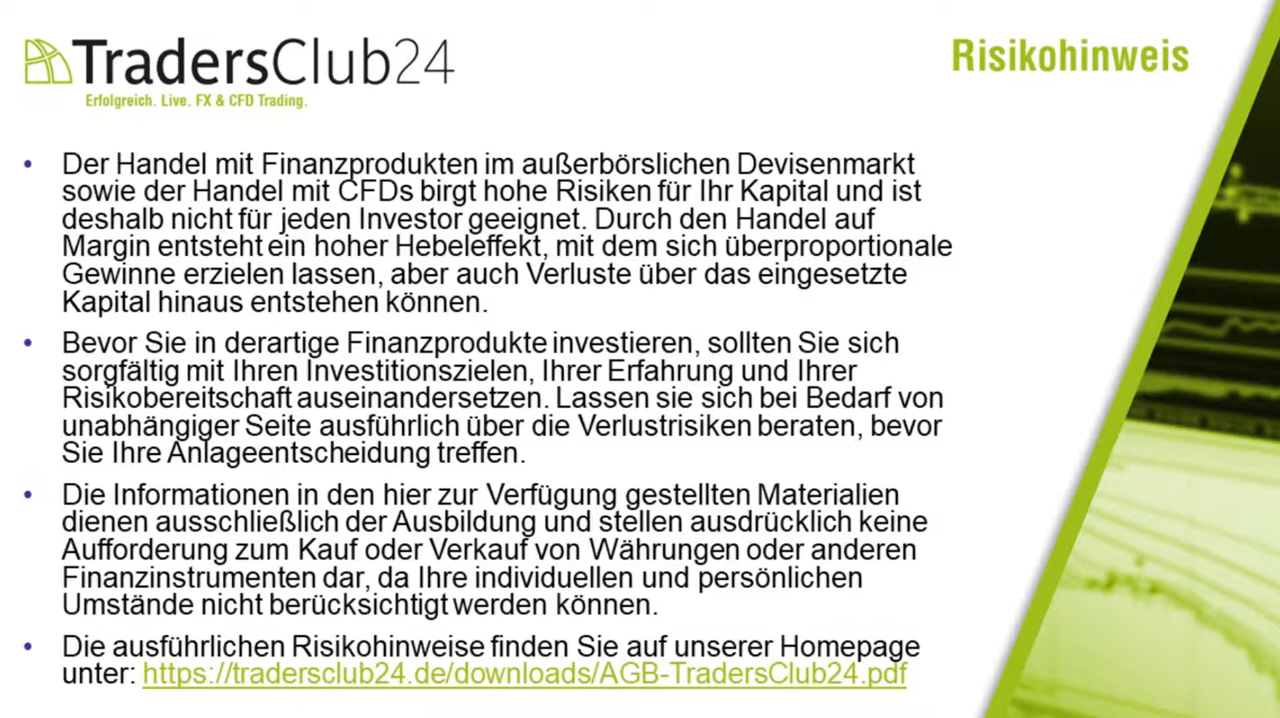 TradersClub24
Erfolgreich. Live. FX & CFD Trading.
Risikohinweis
• Der Handel mit Finanzprodukten im außerbörslichen Devisenmarkt
sowie der Handel mit CFDs birgt hohe Risiken für Ihr Kapital und ist
deshalb nicht für jeden Investor geeignet. Durch den Handel auf
Margin entsteht ein hoher Hebeleffekt, mit dem sich überproportionale
Gewinne erzielen lassen, aber auch Verluste über das eingesetzte
Kapital hinaus entstehen können.
• Bevor Sie in derartige Finanzprodukte investieren, sollten Sie sich
sorgfältig mit Ihren Investitionszielen, Ihrer Erfahrung und Ihrer
Risikobereitschaft auseinandersetzen. Lassen sie sich bei Bedarf von
unabhängiger Seite ausführlich über die Verlustrisiken beraten, bevor
Sie Ihre Anlageentscheidung treffen.
• Die Informationen in den hier zur Verfügung gestellten Materialien
dienen ausschließlich der Ausbildung und stellen ausdrücklich keine
Aufforderung zum Kauf oder Verkauf von Währungen oder anderen
Finanzinstrumenten dar, da Ihre individuellen und persönlichen
Umstände nicht berücksichtigt werden können.
• Die ausführlichen Risikohinweise finden Sie auf unserer Homepage
unter: https://tradersclub24.de/downloads/AGB-TradersClub24.pdf